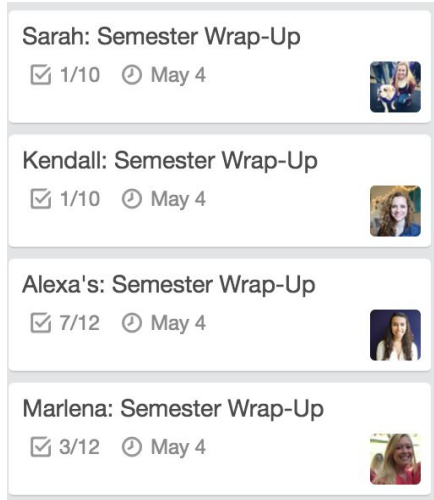 Sarah: Semester Wrap-Up
1/10 May 4
Kendall: Semester Wrap-Up
1/10 May 4
Alexa's: Semester Wrap-Up
7/12 May 4
Marlena: Semester Wrap-Up
3/12 May 4